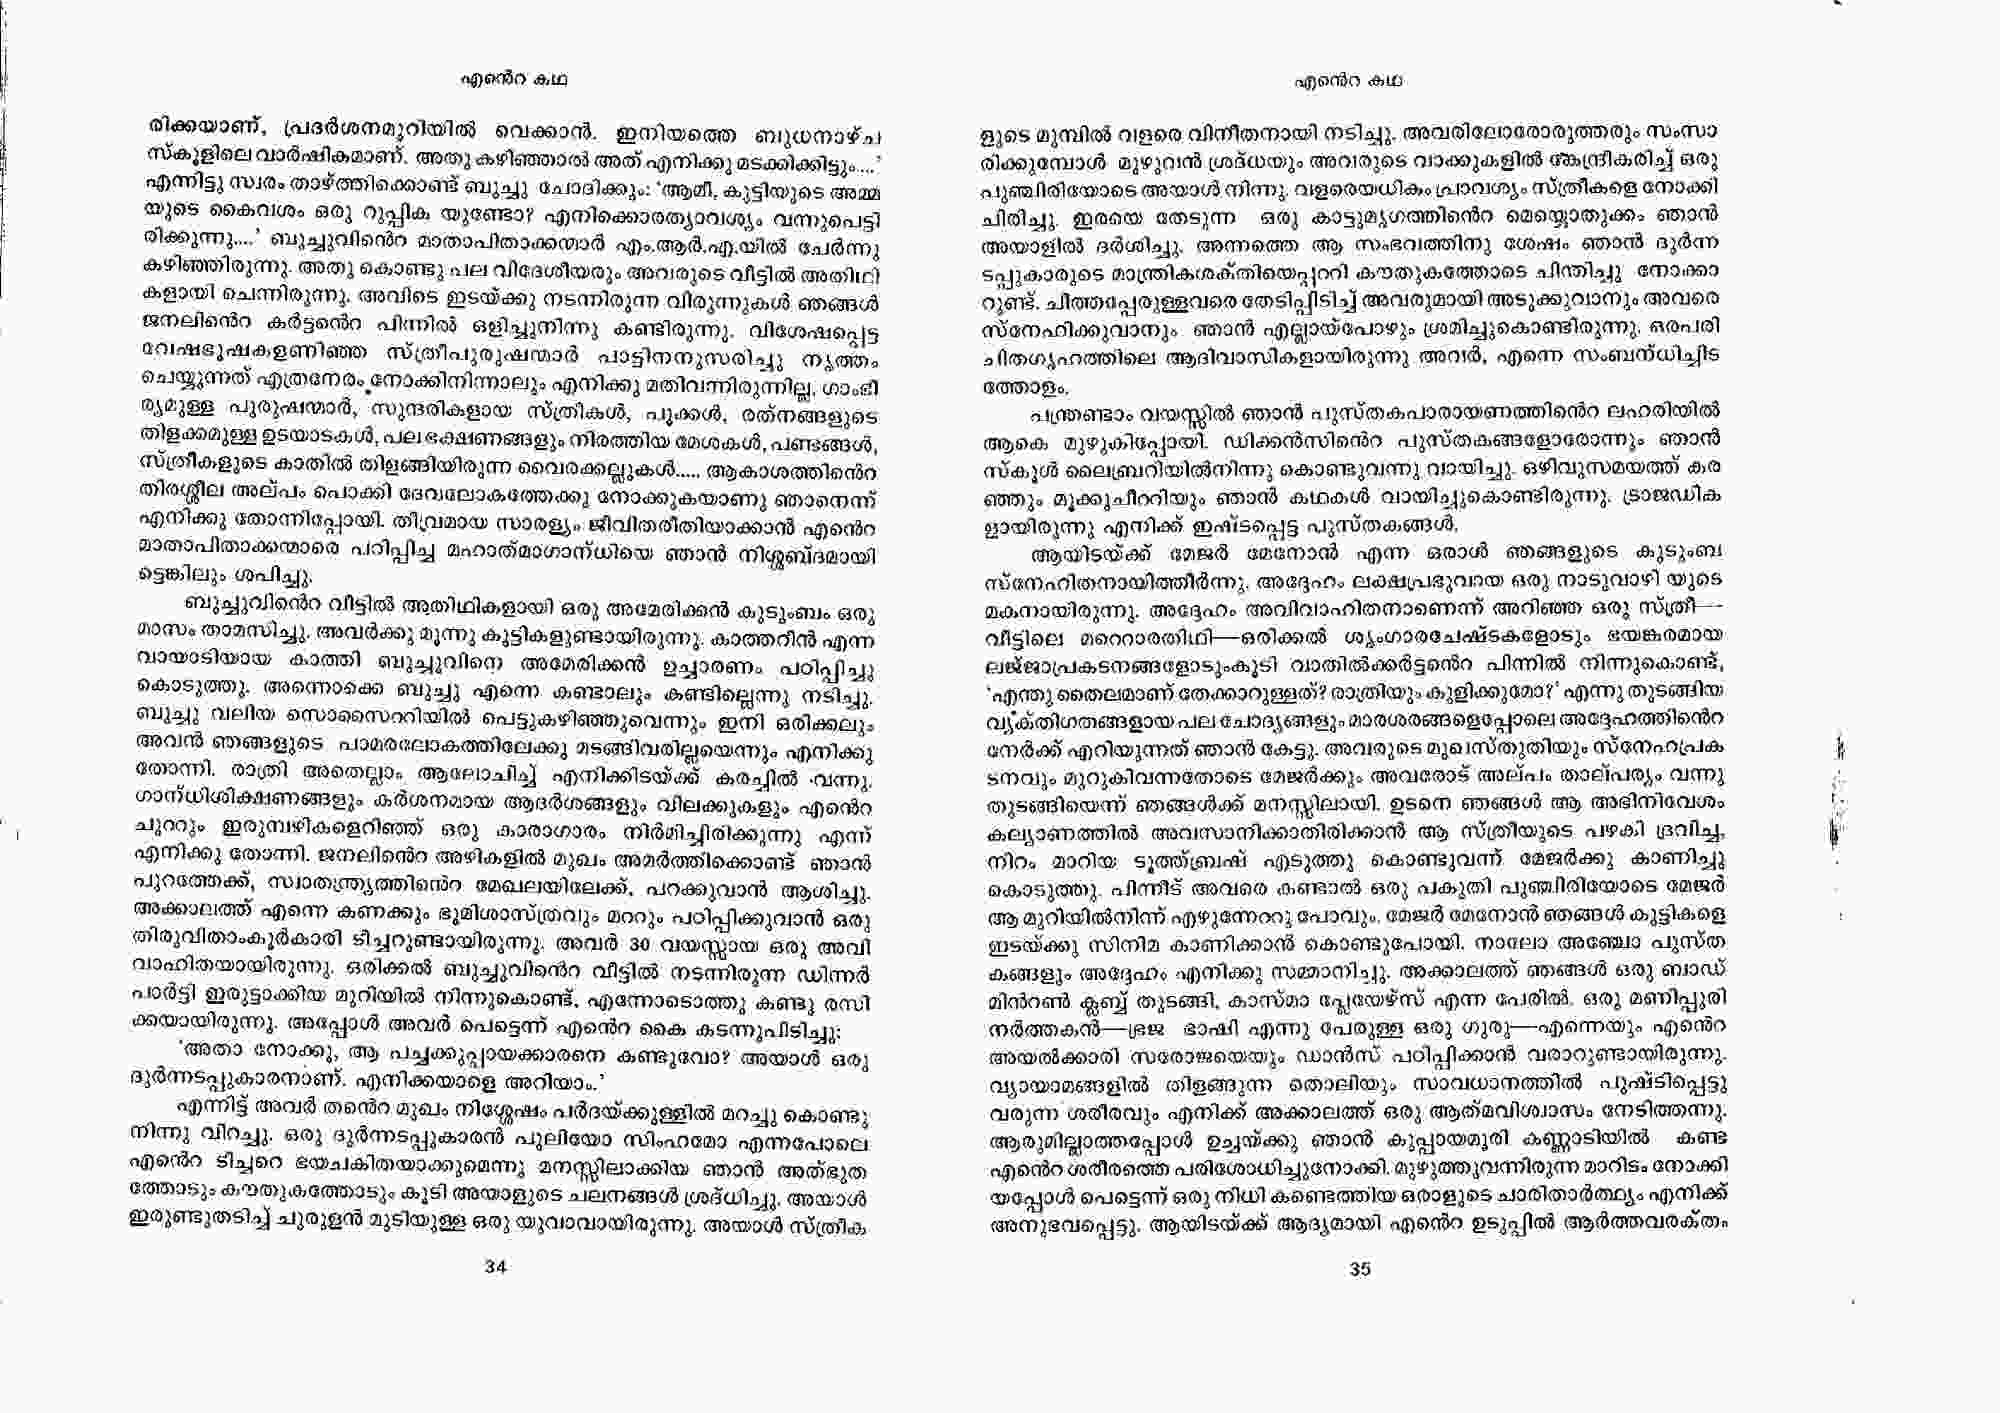 എന്റെ കഥ
രിക്കയാണ്, പ്രദർശനമുറിയിൽ വെക്കാൻ. ഇനിയത്തെ ബുധനാഴ്ച
സ്കൂളിലെ വാർഷികമാണ്. അതു കഴിഞ്ഞാൽ അത് എനിക്കു മടക്കിക്കിട്ടും....'
എന്നിട്ടു സ്വരം താഴ്ത്തിക്കൊണ്ട് ബുച്ചു ചോദിക്കും: 'ആമീ, കുട്ടിയുടെ അമ്മ
യുടെ കൈവശം ഒരു റുപ്പിക യുണ്ടോ? എനിക്കൊരത്യാവശ്യം വന്നുപെട്ടി
രിക്കുന്നു....' ബുച്ചുവിന്റെ മാതാപിതാക്കന്മാർ എം.ആർ.എ.യിൽ ചേർന്നു
കഴിഞ്ഞിരുന്നു. അതു കൊണ്ടു പല വിദേശീയരും അവരുടെ വീട്ടിൽ അതിഥി
കളായി ചെന്നിരുന്നു. അവിടെ ഇടയ്ക്കു നടന്നിരുന്ന വിരുന്നുകൾ ഞങ്ങൾ
ജനലിന്റെ കർട്ടന്റെ പിന്നിൽ ഒളിച്ചുനിന്നു കണ്ടിരുന്നു. വിശേഷപ്പെട്ട
വേഷഭൂഷകളണിഞ്ഞ സ്ത്രീപുരുഷന്മാർ പാട്ടിനനുസരിച്ചു നൃത്തം
ചെയ്യുന്നത് എത്രനേരം നോക്കിനിന്നാലും എനിക്കു മതിവന്നിരുന്നില്ല. ഗാംഭീ
ര്യമുള്ള പുരുഷന്മാർ, സുന്ദരികളായ സ്ത്രീകൾ, പൂക്കൾ, രത്നങ്ങളുടെ
തിളക്കമുള്ള ഉടയാടകൾ, പല ഭക്ഷണങ്ങളും നിരത്തിയ മേശകൾ, പണ്ടങ്ങൾ,
സ്ത്രീകളുടെ കാതിൽ തിളങ്ങിയിരുന്ന വൈരക്കല്ലുകൾ..... ആകാശത്തിന്റെ
തിരശ്ശീല അല്പം പൊക്കി ദേവലോകത്തേക്കു നോക്കുകയാണു ഞാനെന്ന്
എനിക്കു തോന്നിപ്പോയി. തീവ്രമായ സാരള്യം ജീവിതരീതിയാക്കാൻ എന്റെ
മാതാപിതാക്കന്മാരെ പഠിപ്പിച്ച മഹാത്മാഗാന്ധിയെ ഞാൻ നിശ്ശബ്ദമായി
ട്ടെങ്കിലും ശപിച്ചു.
ബുച്ചുവിന്റെ വീട്ടിൽ അതിഥികളായി ഒരു അമേരിക്കൻ കുടുംബം ഒരു
മാസം താമസിച്ചു. അവർക്കു മൂന്നു കുട്ടികളുണ്ടായിരുന്നു. കാത്തറീൻ എന്ന
വായാടിയായ കാത്തി ബുച്ചുവിനെ അമേരിക്കൻ ഉച്ചാരണം പഠിപ്പിച്ചു
കൊടുത്തു. അന്നൊക്കെ ബുച്ചു എന്നെ കണ്ടാലും കണ്ടില്ലെന്നു നടിച്ചു.
ബുച്ചു വലിയ സൊസൈററിയിൽ പെട്ടുകഴിഞ്ഞുവെന്നും ഇനി ഒരിക്കലും
അവൻ ഞങ്ങളുടെ പാമരലോകത്തിലേക്കു മടങ്ങിവരില്ലയെന്നും എനിക്കു
തോന്നി. രാത്രി അതെല്ലാം ആലോചിച്ച് എനിക്കിടയ്ക്ക് കരച്ചിൽ വന്നു.
ഗാന്ധിശിക്ഷണങ്ങളും കർശനമായ ആദർശങ്ങളും വിലക്കുകളും എന്റെ
ചുററും ഇരുമ്പഴികളെറിഞ്ഞ് ഒരു കാരാഗാരം നിർമിച്ചിരിക്കുന്നു എന്ന്
എനിക്കു തോന്നി. ജനലിന്റെ അഴികളിൽ മുഖം അമർത്തിക്കൊണ്ട് ഞാൻ
പുറത്തേക്ക്, സ്വാതന്ത്ര്യത്തിന്റെ മേഖലയിലേക്ക്, പറക്കുവാൻ ആശിച്ചു.
അക്കാലത്ത് എന്നെ കണക്കും ഭൂമിശാസ്ത്രവും മററും പഠിപ്പിക്കുവാൻ ഒരു
തിരുവിതാംകൂർകാരി ടീച്ചറുണ്ടായിരുന്നു. അവർ 30 വയസ്സായ ഒരു അവി
വാഹിതയായിരുന്നു. ഒരിക്കൽ ബുച്ചുവിന്റെ വീട്ടിൽ നടന്നിരുന്ന ഡിന്നർ
പാർട്ടി ഇരുട്ടാക്കിയ മുറിയിൽ നിന്നുകൊണ്ട്, എന്നോടൊത്തു കണ്ടു രസി
ക്കയായിരുന്നു. അപ്പോൾ അവർ പെട്ടെന്ന് എന്റെ കൈ കടന്നുപിടിച്ചു:
'അതാ നോക്കൂ, ആ പച്ചക്കുപ്പായക്കാരനെ കണ്ടുവോ? അയാൾ ഒരു
ദുർന്നടപ്പുകാരനാണ്. എനിക്കയാളെ അറിയാം.'
എന്നിട്ട് അവർ തന്റെ മുഖം നിശ്ശേഷം പർദയ്ക്കുള്ളിൽ മറച്ചു കൊണ്ടു
നിന്നു വിറച്ചു. ഒരു ദുർന്നടപ്പുകാരൻ പുലിയോ സിംഹമോ എന്നപോലെ
എന്റെ ടീച്ചറെ ഭയചകിതയാക്കുമെന്നു മനസ്സിലാക്കിയ ഞാൻ അത്ഭുത
ത്തോടും കൗതുകത്തോടും കൂടി അയാളുടെ ചലനങ്ങൾ ശ്രദ്ധിച്ചു. അയാൾ
ഇരുണ്ടുതടിച്ച് ചുരുളൻ മുടിയുള്ള ഒരു യുവാവായിരുന്നു. അയാൾ സ്ത്രീക
34
എന്റെ കഥ
ളുടെ മുമ്പിൽ വളരെ വിനീതനായി നടിച്ചു. അവരിലോരോരുത്തരും സംസാ
രിക്കുമ്പോൾ മുഴുവൻ ശ്രദ്ധയും അവരുടെ വാക്കുകളിൽ കേന്ദ്രീകരിച്ച് ഒരു
പുഞ്ചിരിയോടെ അയാൾ നിന്നു. വളരെയധികം പ്രാവശ്യം സ്ത്രീകളെ നോക്കി
ചിരിച്ചു. ഇരയെ തേടുന്ന ഒരു കാട്ടുമൃഗത്തിന്റെ മെയ്യൊതുക്കം ഞാൻ
അയാളിൽ ദർശിച്ചു. അന്നത്തെ ആ സംഭവത്തിനു ശേഷം ഞാൻ ദുർന്ന
ടപ്പുകാരുടെ മാന്ത്രികശക്തിയെപ്പററി കൗതുകത്തോടെ ചിന്തിച്ചു നോക്കാ
റുണ്ട്. ചീത്തപ്പേരുള്ളവരെ തേടിപ്പിടിച്ച് അവരുമായി അടുക്കുവാനും അവരെ
സ്നേഹിക്കുവാനും ഞാൻ എല്ലായ്പോഴും ശ്രമിച്ചുകൊണ്ടിരുന്നു. ഒരപരി
ചിതഗൃഹത്തിലെ ആദിവാസികളായിരുന്നു അവർ, എന്നെ സംബന്ധിച്ചിട
ത്തോളം.
പന്ത്രണ്ടാം വയസ്സിൽ ഞാൻ പുസ്തകപാരായണത്തിന്റെ ലഹരിയിൽ
ആകെ മുഴുകിപ്പോയി. ഡിക്കൻസിന്റെ പുസ്തകങ്ങളോരോന്നും ഞാൻ
സ്കൂൾ ലൈബ്രറിയിൽനിന്നു കൊണ്ടുവന്നു വായിച്ചു. ഒഴിവുസമയത്ത് കര
ഞ്ഞും മൂക്കുചീററിയും ഞാൻ കഥകൾ വായിച്ചുകൊണ്ടിരുന്നു. ട്രാജഡിക
ളായിരുന്നു എനിക്ക് ഇഷ്ടപ്പെട്ട പുസ്തകങ്ങൾ.
ആയിടയ്ക്ക് മേജർ മേനോൻ എന്ന ഒരാൾ ഞങ്ങളുടെ കുടുംബ
സ്നേഹിതനായിത്തീർന്നു. അദ്ദേഹം ലക്ഷപ്രഭുവായ ഒരു നാടുവാഴി യുടെ
മകനായിരുന്നു. അദ്ദേഹം അവിവാഹിതനാണെന്ന് അറിഞ്ഞ ഒരു സ്ത്രീ—
വീട്ടിലെ മറെറാരതിഥി—ഒരിക്കൽ ശൃംഗാരചേഷ്ടകളോടും ഭയങ്കരമായ
ലജ്ജാപ്രകടനങ്ങളോടുംകൂടി വാതിൽക്കർട്ടന്റെ പിന്നിൽ നിന്നുകൊണ്ട്,
'എന്തു തൈലമാണ് തേക്കാറുള്ളത്? രാത്രിയും കുളിക്കുമോ?' എന്നു തുടങ്ങിയ
വ്യക്തിഗതങ്ങളായ പല ചോദ്യങ്ങളും മാരശരങ്ങളെപ്പോലെ അദ്ദേഹത്തിന്റെ
നേർക്ക് എറിയുന്നത് ഞാൻ കേട്ടു. അവരുടെ മുഖസ്തുതിയും സ്നേഹപ്രക
ടനവും മുറുകിവന്നതോടെ മേജർക്കും അവരോട് അല്പം താല്പര്യം വന്നു
തുടങ്ങിയെന്ന് ഞങ്ങൾക്ക് മനസ്സിലായി. ഉടനെ ഞങ്ങൾ ആ അഭിനിവേശം
കല്യാണത്തിൽ അവസാനിക്കാതിരിക്കാൻ ആ സ്ത്രീയുടെ പഴകി ദ്രവിച്ച,
നിറം മാറിയ ടൂത്ത്ബ്രഷ് എടുത്തു കൊണ്ടുവന്ന് മേജർക്കു കാണിച്ചു
കൊടുത്തു. പിന്നീട് അവരെ കണ്ടാൽ ഒരു പകുതി പുഞ്ചിരിയോടെ മേജർ
ആ മുറിയിൽനിന്ന് എഴുന്നേററു പോവും. മേജർ മേനോൻ ഞങ്ങൾ കുട്ടികളെ
ഇടയ്ക്കു സിനിമ കാണിക്കാൻ കൊണ്ടുപോയി. നാലോ അഞ്ചോ പുസ്ത
കങ്ങളും അദ്ദേഹം എനിക്കു സമ്മാനിച്ചു. അക്കാലത്ത് ഞങ്ങൾ ഒരു ബാഡ്
മിൻറൺ ക്ലബ്ബ് തുടങ്ങി, കാസ്മാ പ്ലേയേഴ്സ് എന്ന പേരിൽ. ഒരു മണിപ്പുരി
നർത്തകൻ—ഭ്രജ ഭാഷി എന്നു പേരുള്ള ഒരു ഗുരു—എന്നെയും എന്റെ
അയൽക്കാരി സരോജയെയും ഡാൻസ് പഠിപ്പിക്കാൻ വരാറുണ്ടായിരുന്നു.
വ്യായാമങ്ങളിൽ തിളങ്ങുന്ന തൊലിയും സാവധാനത്തിൽ പുഷ്ടിപ്പെട്ടു
വരുന്ന ശരീരവും എനിക്ക് അക്കാലത്ത് ഒരു ആത്മവിശ്വാസം നേടിത്തന്നു.
ആരുമില്ലാത്തപ്പോൾ ഉച്ചയ്ക്കു ഞാൻ കുപ്പായമൂരി കണ്ണാടിയിൽ കണ്ട
എന്റെ ശരീരത്തെ പരിശോധിച്ചുനോക്കി. മുഴുത്തുവന്നിരുന്ന മാറിടം നോക്കി
യപ്പോൾ പെട്ടെന്ന് ഒരു നിധി കണ്ടെത്തിയ ഒരാളുടെ ചാരിതാർത്ഥ്യം എനിക്ക്
അനുഭവപ്പെട്ടു. ആയിടയ്ക്ക് ആദ്യമായി എന്റെ ഉടുപ്പിൽ ആർത്തവരക്തം
35